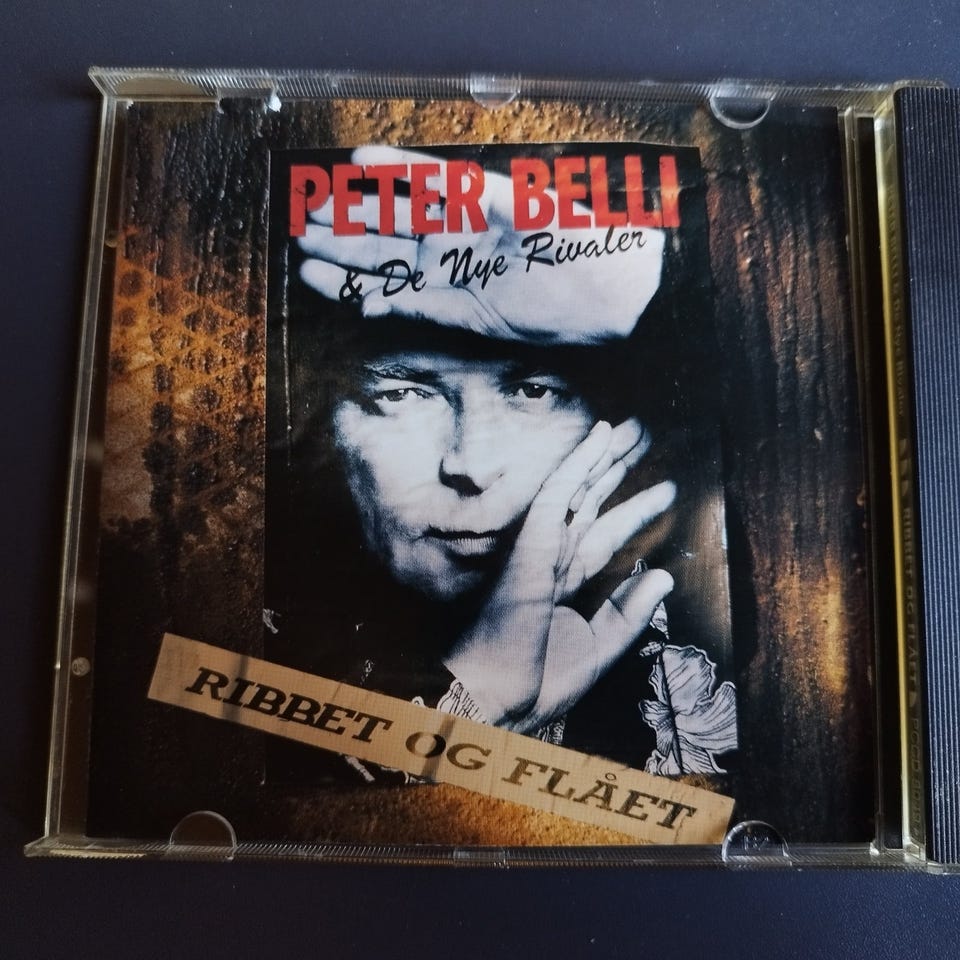 PETER BELLI
& De Nye Rivaler
RIBBET OG FLÅET